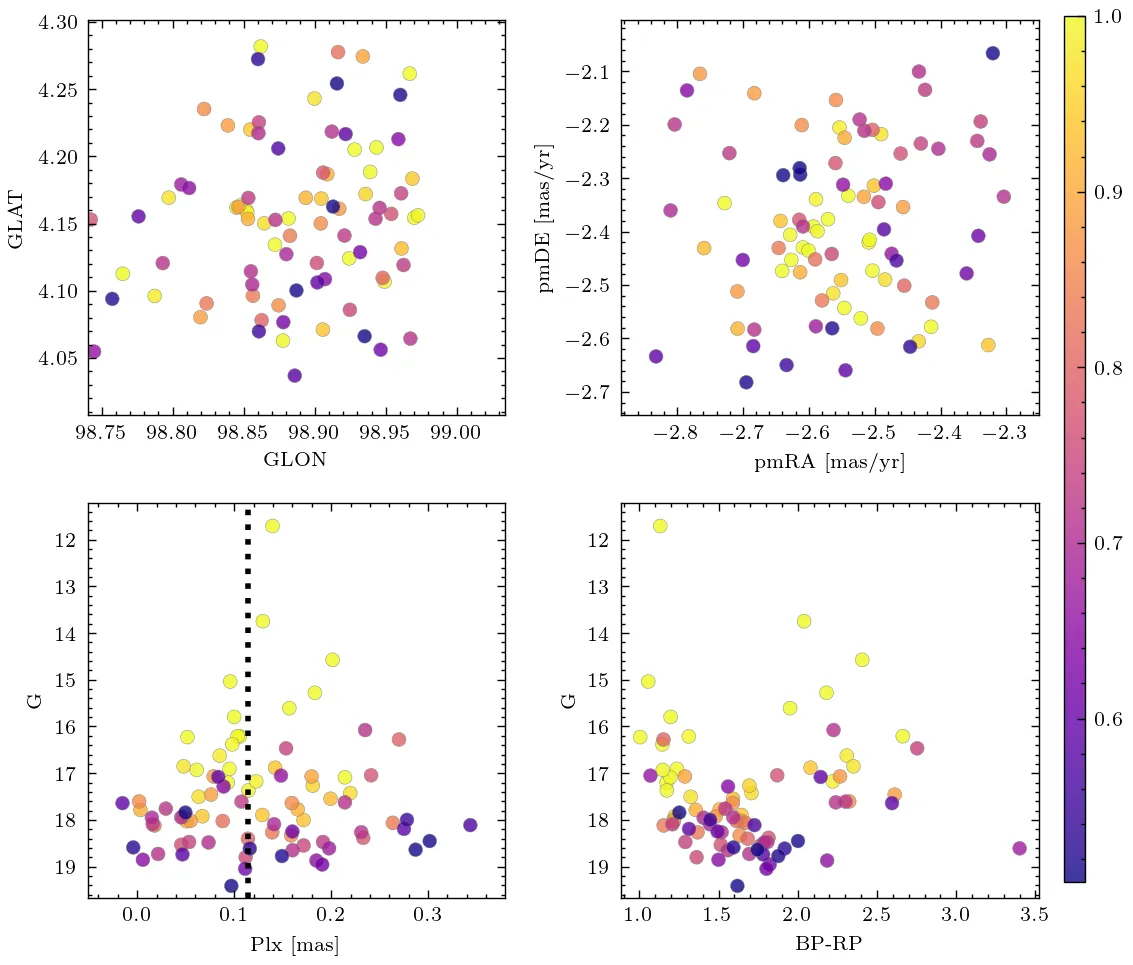 4.30
4.25
4.20
4.15
4.10
4.05
GLAT
98.75 98.80 98.85 98.90 98.95 99.00
GLON
−2.1
−2.2
−2.3
−2.4
−2.5
−2.6
−2.7
pmDE [mas/yr]
−2.8 −2.7 −2.6 −2.5 −2.4 −2.3
pmRA [mas/yr]
1.0
0.9
0.8
0.7
0.6
12
13
14
15
16
17
18
19
G
0.0 0.1 0.2 0.3
Plx [mas]
12
13
14
15
16
17
18
19
G
1.0 1.5 2.0 2.5 3.0 3.5
BP-RP